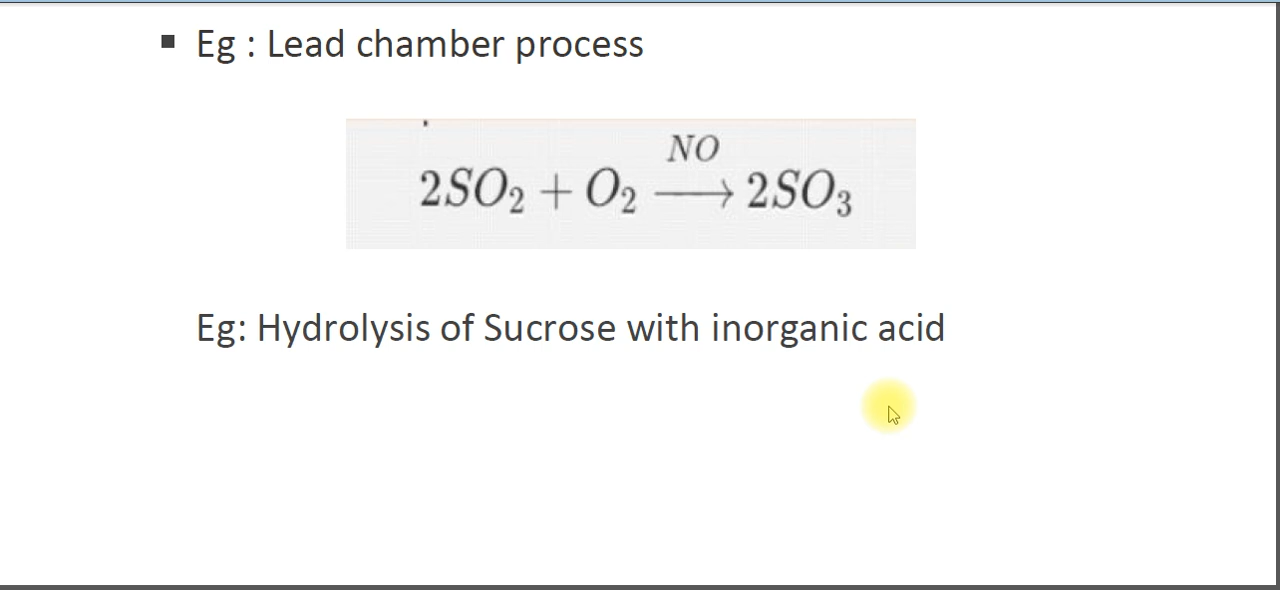 ▪ Eg : Lead chamber process
NO
2SO₂ + O₂ ⟶ 2SO₃
Eg: Hydrolysis of Sucrose with inorganic acid